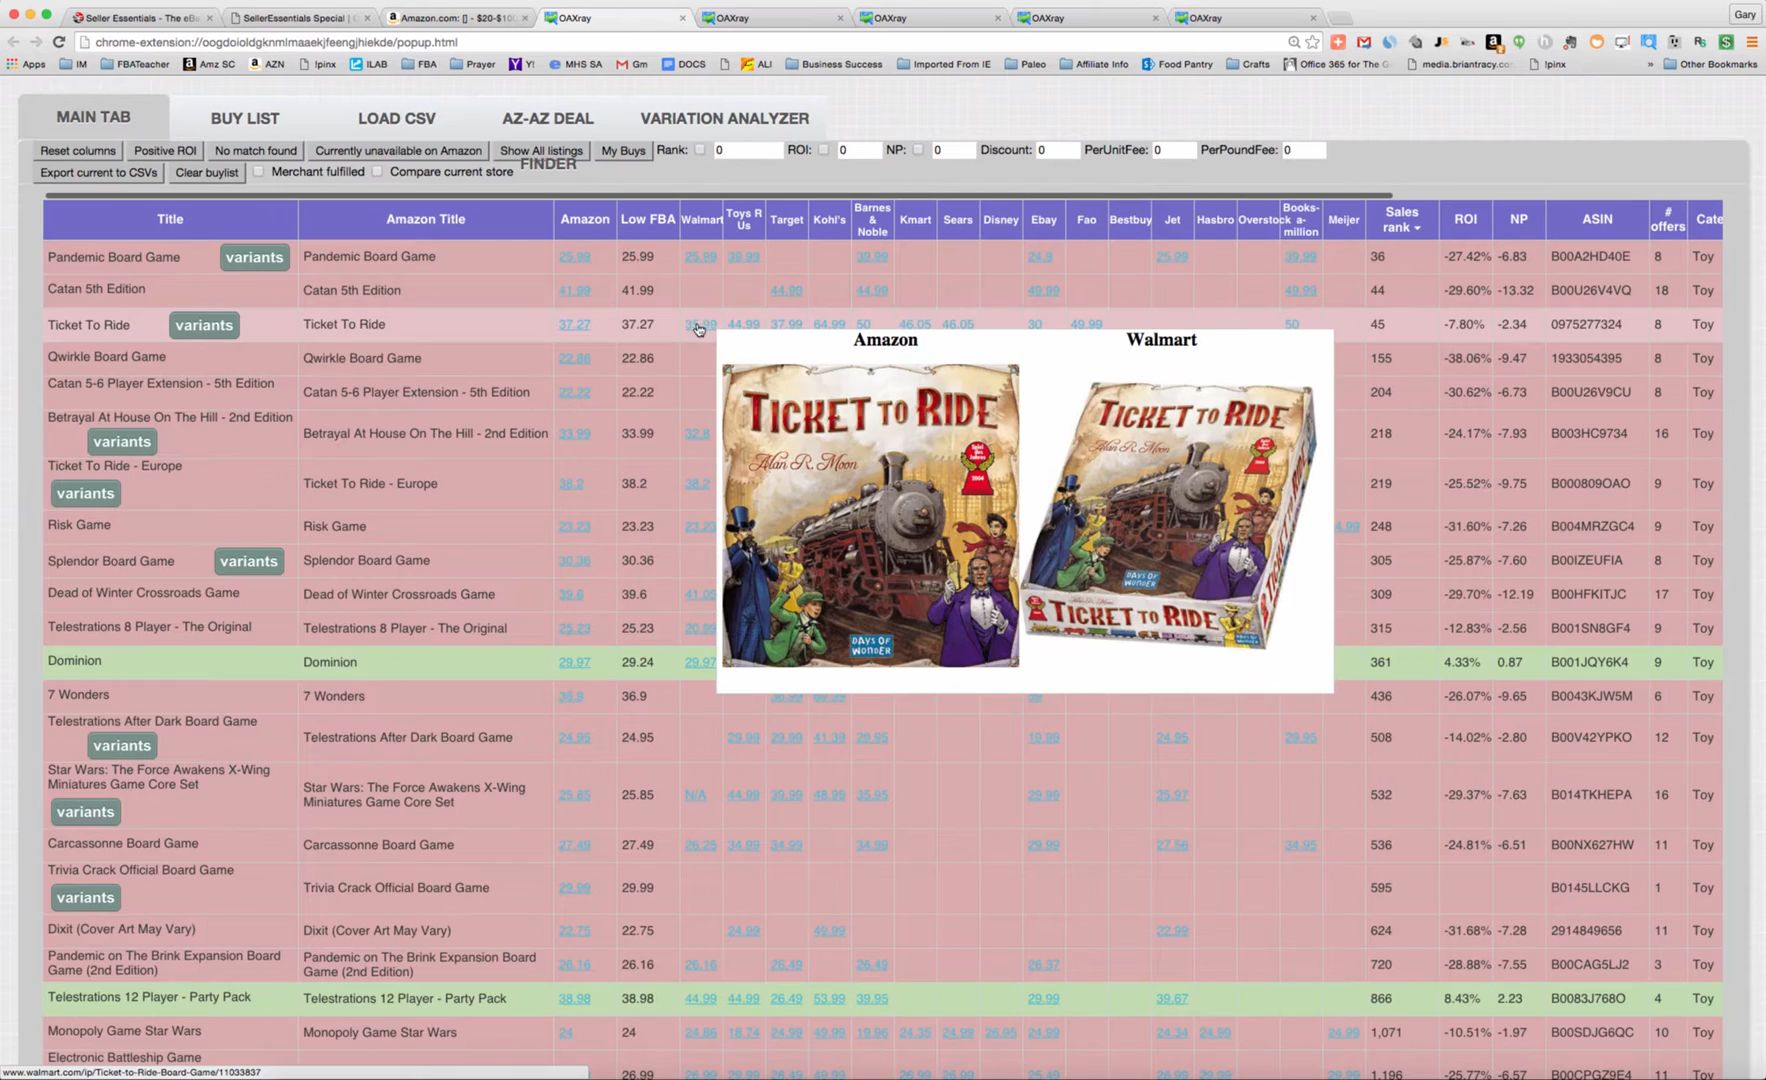 Seller Essentials - The eBa
SellerEssentials Special | C
Amazon.com: [] - $20-$10
OAXray
OAXray
OAXray
OAXray
OAXray
Gary
chrome-extension://oogdoioldgknmlmaaekjfeengjhiekde/popup.html
Apps IM FBATeacher Amz SC AZN !pinx ILAB FBA Prayer Y! MHS SA Gm DOCS ALI Business Success Imported From IE Paleo Affiliate Info Food Pantry Crafts Office 365 for The G media.briantracy.co !pinx » Other Bookmarks
MAIN TAB BUY LIST LOAD CSV AZ-AZ DEAL FINDER VARIATION ANALYZER
Reset columns Positive ROI No match found Currently unavailable on Amazon Show All listings My Buys Rank: 0 ROI: 0 NP: 0 Discount: 0 PerUnitFee: 0 PerPoundFee: 0
Export current to CSVs Clear buylist Merchant fulfilled Compare current store
Title Amazon Title Amazon Low FBA Walmart Toys R Us Target Kohl's Barnes & Noble Kmart Sears Disney Ebay Fao Bestbuy Jet Hasbro Overstock Books-a-million Meijer Sales rank ROI NP ASIN # offers Cate
Pandemic Board Game variants Pandemic Board Game 25.99 25.99 25.99 39.99 39.99 24.8 25.99 39.99 36 -27.42% -6.83 B00A2HD40E 8 Toy
Catan 5th Edition Catan 5th Edition 41.99 41.99 44.99 44.99 49.99 49.99 44 -29.60% -13.32 B00U26V4VQ 18 Toy
Ticket To Ride variants Ticket To Ride 37.27 37.27 44.99 37.99 64.99 50 46.05 46.05 30 49.99 50 45 -7.80% -2.34 0975277324 8 Toy
Amazon Walmart
TICKET TO RIDE
Alan R. Moon
DAYS OF WONDER
TICKET TO RIDE
Alan R. Moon
DAYS OF WONDER
TICKET TO RIDE
Qwirkle Board Game Qwirkle Board Game 22.86 22.86 155 -38.06% -9.47 1933054395 8 Toy
Catan 5-6 Player Extension - 5th Edition Catan 5-6 Player Extension - 5th Edition 22.22 22.22 204 -30.62% -6.73 B00U26V9CU 8 Toy
Betrayal At House On The Hill - 2nd Edition variants Betrayal At House On The Hill - 2nd Edition 33.99 33.99 32.8 218 -24.17% -7.93 B003HC9734 16 Toy
Ticket To Ride - Europe variants Ticket To Ride - Europe 38.2 38.2 38.2 219 -25.52% -9.75 B000809OAO 9 Toy
Risk Game Risk Game 23.23 23.23 23.23 4.99 248 -31.60% -7.26 B004MRZGC4 9 Toy
Splendor Board Game variants Splendor Board Game 30.36 30.36 305 -25.87% -7.60 B00IZEUFIA 8 Toy
Dead of Winter Crossroads Game Dead of Winter Crossroads Game 39.6 39.6 309 -29.70% -12.19 B00HFKITJC 17 Toy
Telestrations 8 Player - The Original Telestrations 8 Player - The Original 25.23 25.23 20.99 315 -12.83% -2.56 B001SN8GF4 9 Toy
Dominion Dominion 29.97 29.24 29.97 361 4.33% 0.87 B001JQY6K4 9 Toy
7 Wonders 7 Wonders 36.9 36.9 436 -26.07% -9.65 B0043KJW5M 6 Toy
Telestrations After Dark Board Game variants Telestrations After Dark Board Game 24.95 24.95 29.99 29.99 41.39 29.95 19.99 24.95 29.95 508 -14.02% -2.80 B00V42YPKO 12 Toy
Star Wars: The Force Awakens X-Wing Miniatures Game Core Set variants Star Wars: The Force Awakens X-Wing Miniatures Game Core Set 25.85 25.85 N/A 44.99 39.99 48.99 35.95 29.99 25.97 532 -29.37% -7.63 B014TKHEPA 16 Toy
Carcassonne Board Game Carcassonne Board Game 27.49 27.49 26.25 34.99 34.99 34.99 29.99 27.56 34.95 536 -24.81% -6.51 B00NX627HW 11 Toy
Trivia Crack Official Board Game variants Trivia Crack Official Board Game 29.99 29.99 595 B0145LLCKG 1 Toy
Dixit (Cover Art May Vary) Dixit (Cover Art May Vary) 22.75 22.75 24.99 49.99 22.99 624 -31.68% -7.28 2914849656 11 Toy
Pandemic on The Brink Expansion Board Game (2nd Edition) Pandemic on The Brink Expansion Board Game (2nd Edition) 26.16 26.16 26.16 26.49 26.49 26.37 720 -28.88% -7.55 B00CAG5LJ2 3 Toy
Telestrations 12 Player - Party Pack Telestrations 12 Player - Party Pack 38.98 38.98 44.99 44.99 26.49 53.99 39.95 29.99 39.67 866 8.43% 2.23 B0083J768O 4 Toy
Monopoly Game Star Wars Monopoly Game Star Wars 24 24 24.86 18.74 24.99 49.99 19.96 24.35 24.99 26.95 24.99 24.34 24.99 24.99 1,071 -10.51% -1.97 B00SDJG6QC 10 Toy
Electronic Battleship Game 26.99 26.99 29.99 24.99 49.99 26.99 26.99 25.49 29.99 1,196 -25.77% -6.57 B00CPGZ9E4 11 Toy
www.walmart.com/ip/Ticket-to-Ride-Board-Game/11033837